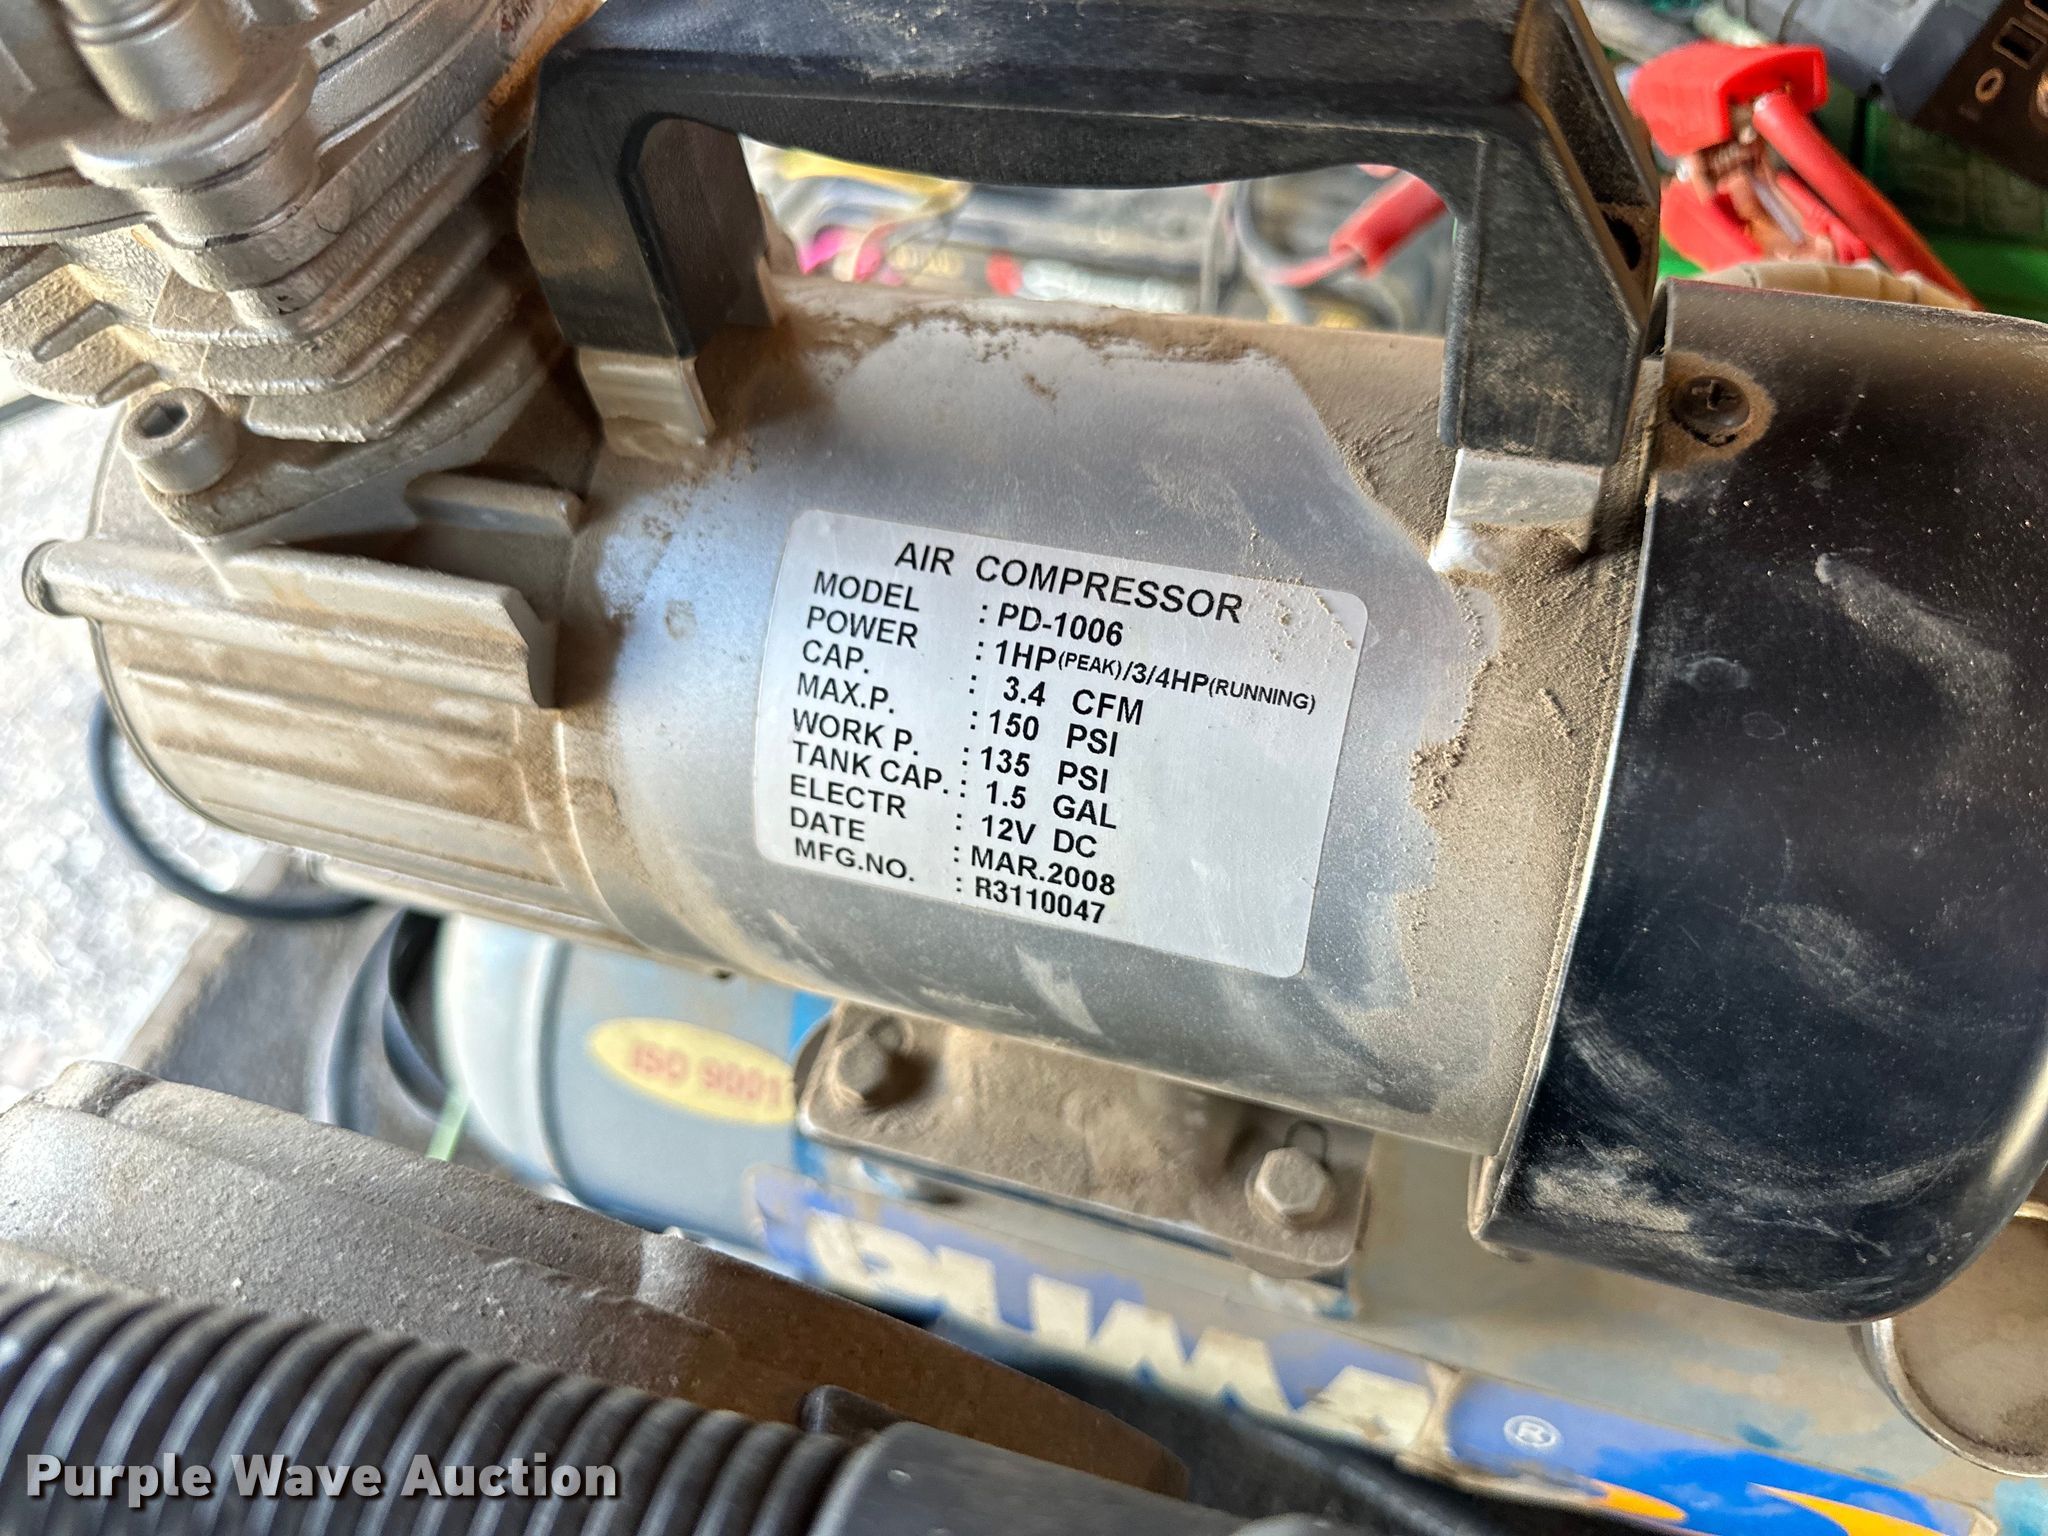 AIR COMPRESSOR
MODEL : PD-1006
POWER : 1HP(PEAK)/3/4HP(RUNNING)
CAP. : 3.4 CFM
MAX.P. : 150 PSI
WORK P. : 135 PSI
TANK CAP. : 1.5 GAL
ELECTR : 12V DC
DATE : MAR.2008
MFG.NO. : R3110047
ISO 9001
PUMA ®
Purple Wave Auction